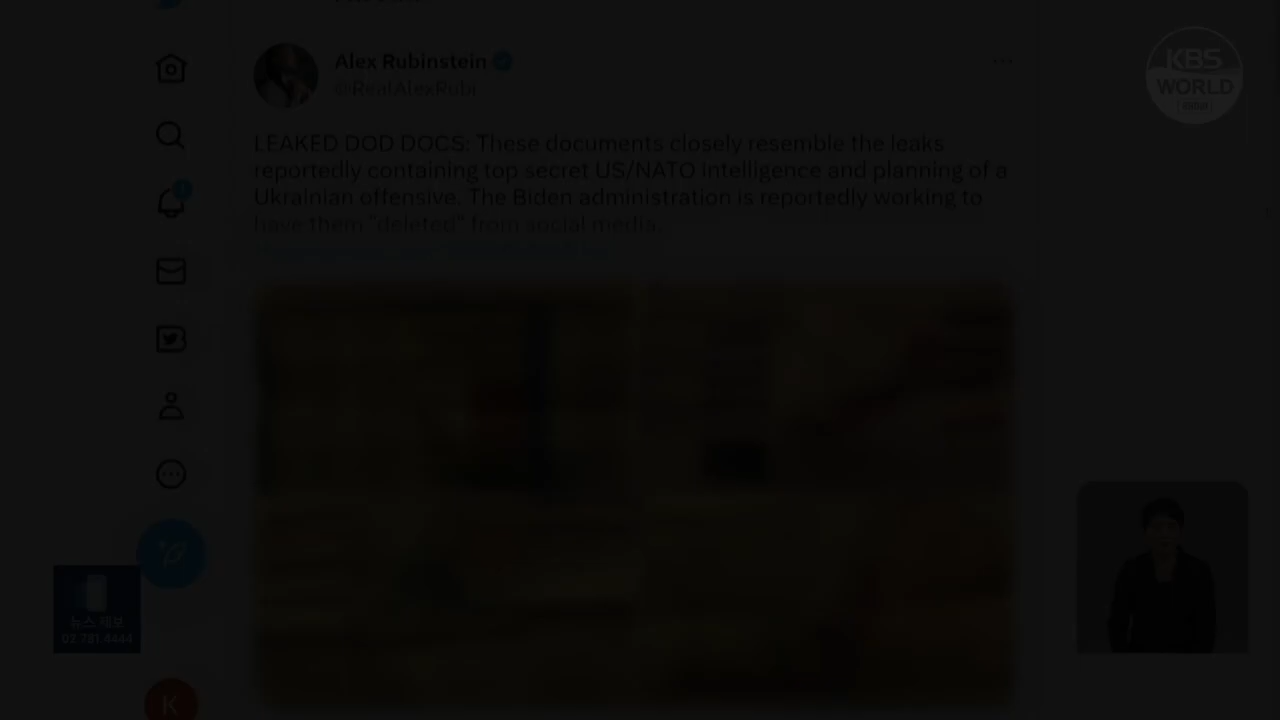 Alex Rubinstein
@RealAlexRubi
KBS
WORLD
LEAKED DOD DOCS: These documents closely resemble the leaks
reportedly containing top secret US/NATO intelligence and planning of a
Ukrainian offensive. The Biden administration is reportedly working to
have them "deleted" from social media.
뉴스 제보
02.781.4444
K